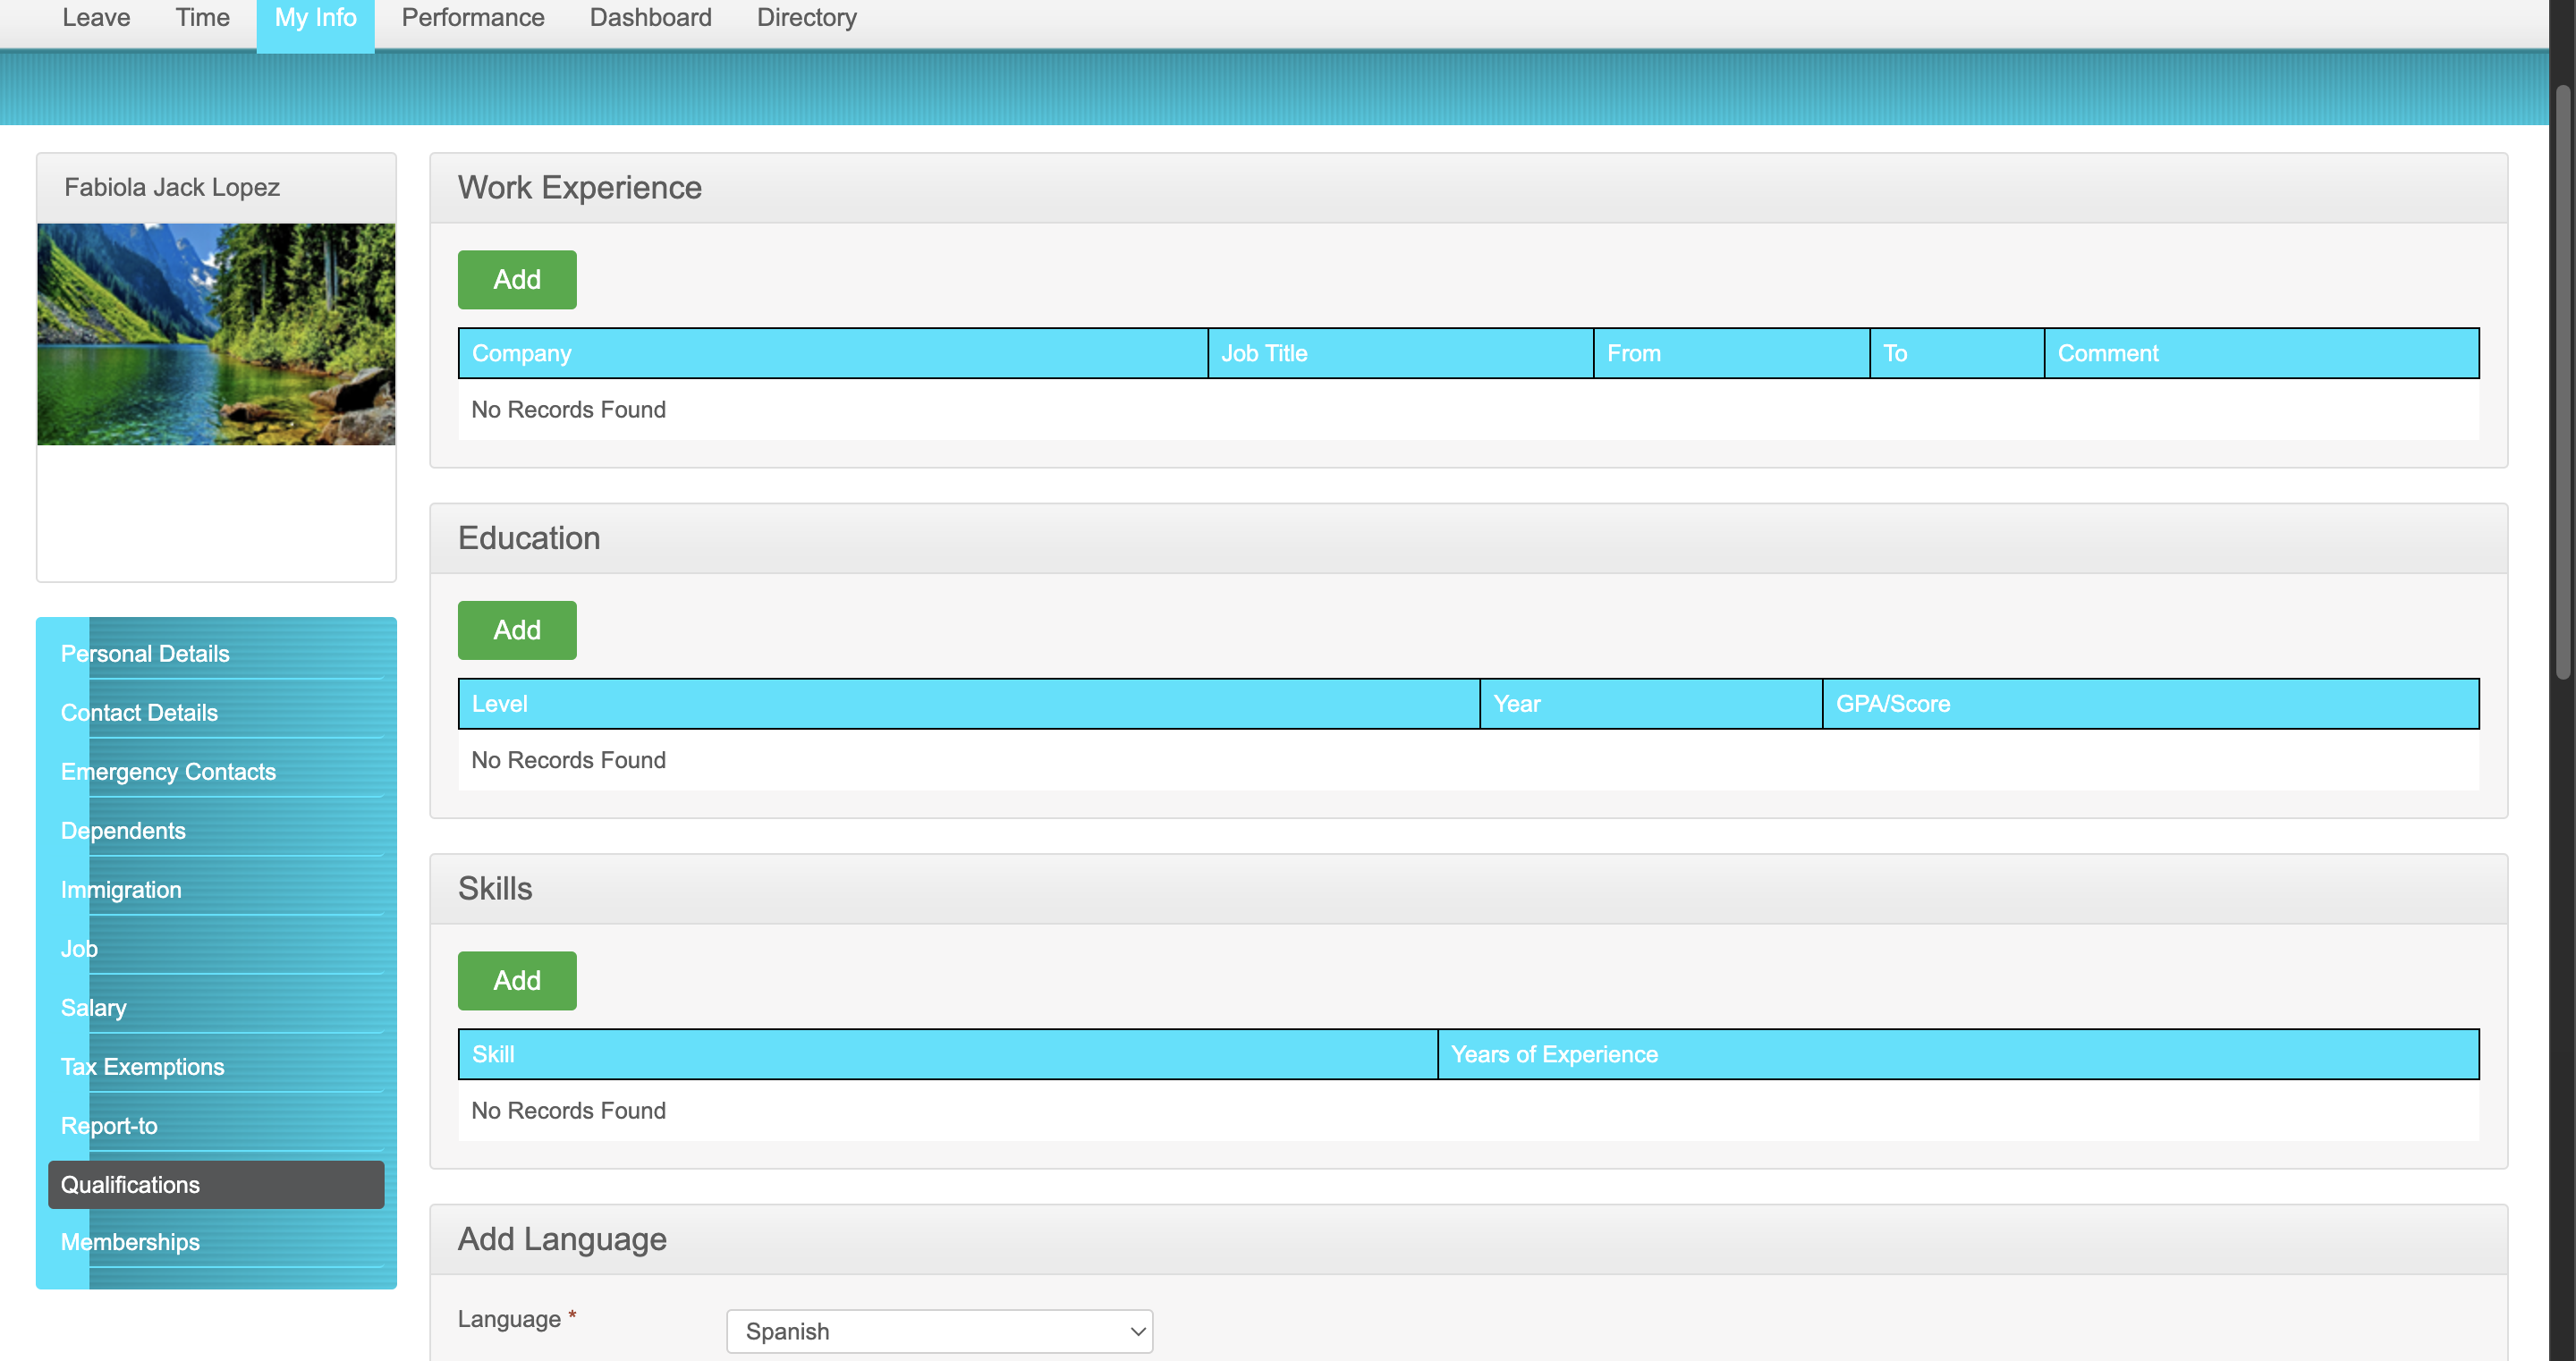 Leave Time My Info Performance Dashboard Directory
Fabiola Jack Lopez
Personal Details
Contact Details
Emergency Contacts
Dependents
Immigration
Job
Salary
Tax Exemptions
Report-to
Qualifications
Memberships
Work Experience
Add
Company Job Title From To Comment
No Records Found
Education
Add
Level Year GPA/Score
No Records Found
Skills
Add
Skill Years of Experience
No Records Found
Add Language
Language * Spanish